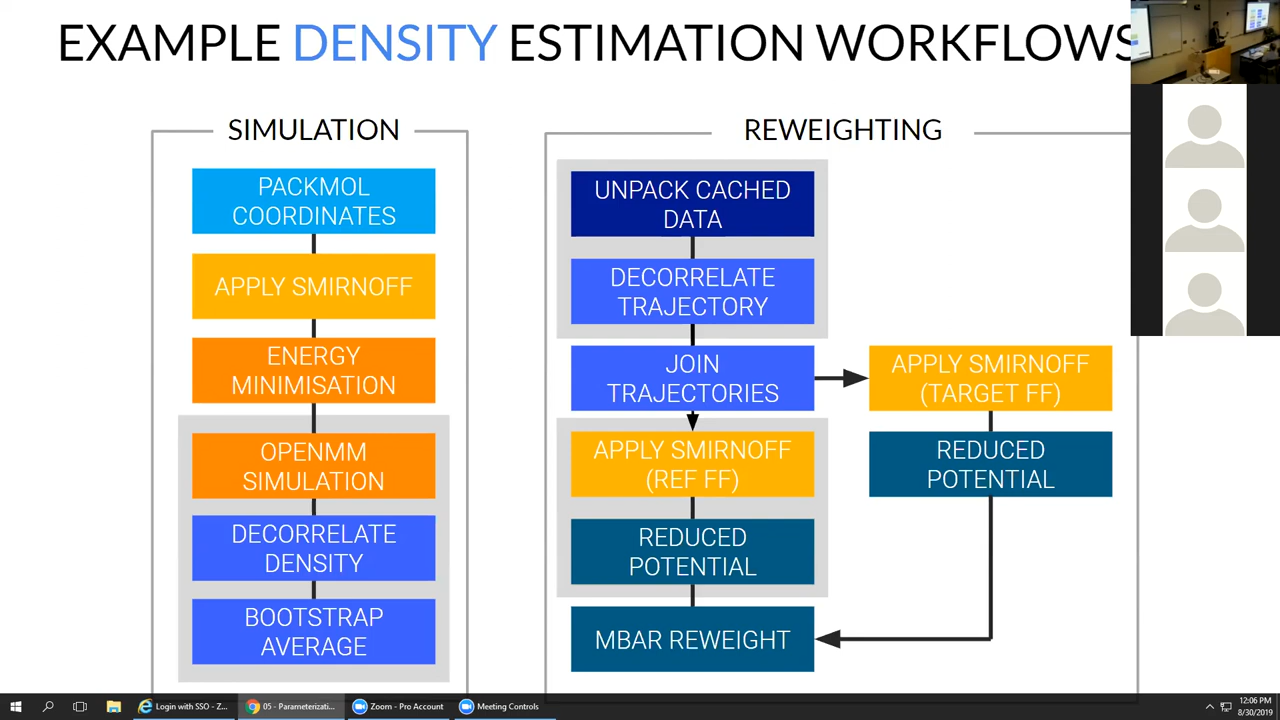 EXAMPLE DENSITY ESTIMATION WORKFLOWS
SIMULATION
PACKMOL
COORDINATES
APPLY SMIRNOFF
ENERGY
MINIMISATION
OPENMM
SIMULATION
DECORRELATE
DENSITY
BOOTSTRAP
AVERAGE
REWEIGHTING
UNPACK CACHED
DATA
DECORRELATE
TRAJECTORY
JOIN
TRAJECTORIES
APPLY SMIRNOFF
(REF FF)
REDUCED
POTENTIAL
MBAR REWEIGHT
APPLY SMIRNOFF
(TARGET FF)
REDUCED
POTENTIAL
Login with SSO - Z...
05 - Parameterizati...
Zoom - Pro Account
Meeting Controls
12:06 PM
8/30/2019